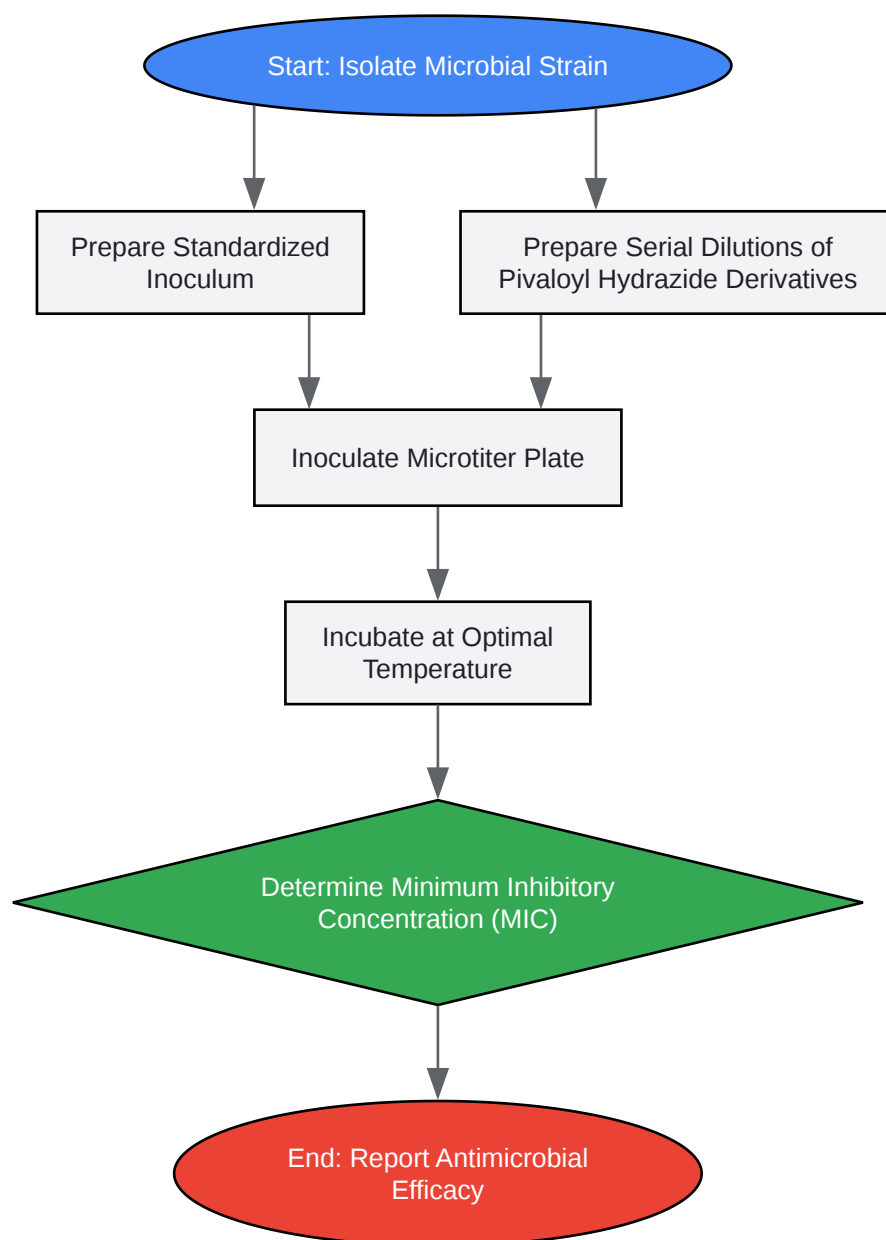 Start: Isolate Microbial Strain
Prepare Standardized
Inoculum
Prepare Serial Dilutions of
Pivaloyl Hydrazide Derivatives
Inoculate Microtiter Plate
Incubate at Optimal
Temperature
Determine Minimum Inhibitory
Concentration (MIC)
End: Report Antimicrobial
Efficacy